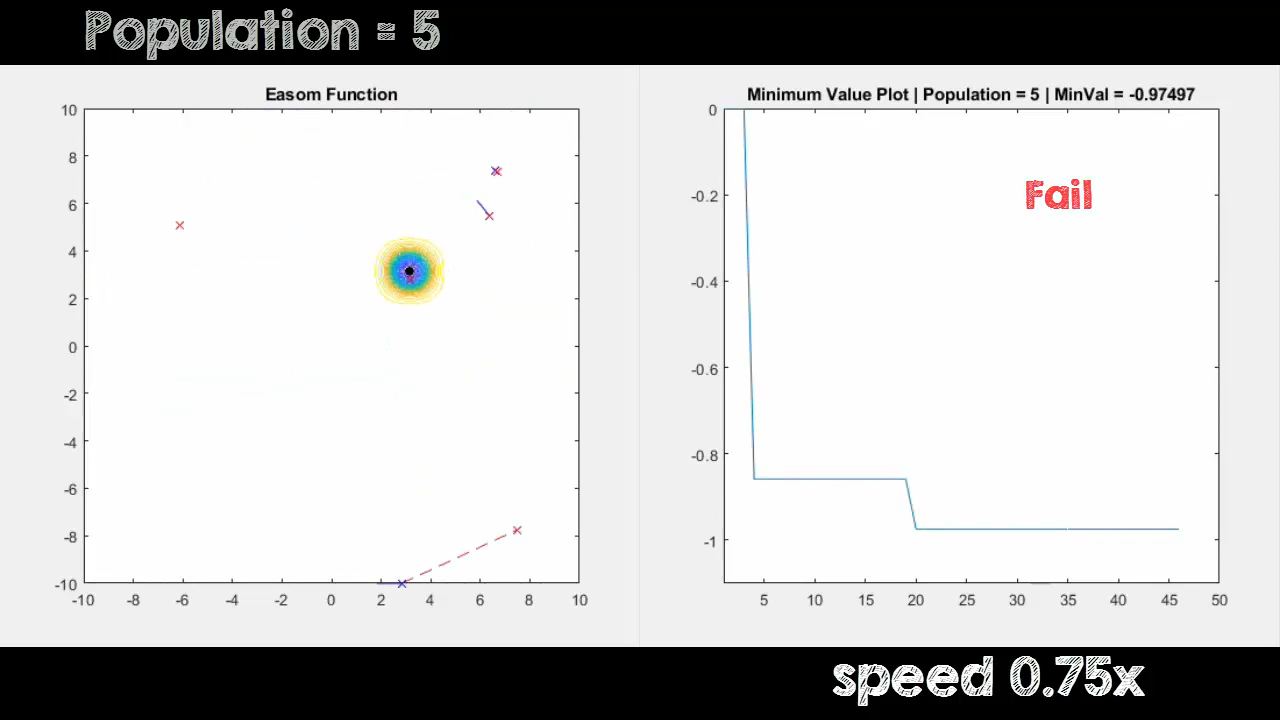 Population = 5
Easom Function
10
8
6
4
2
0
-2
-4
-6
-8
-10
-10 -8 -6 -4 -2 0 2 4 6 8 10
Minimum Value Plot | Population = 5 | MinVal = -0.97497
0
-0.2
-0.4
-0.6
-0.8
-1
5 10 15 20 25 30 35 40 45 50
Fail
speed 0.75x